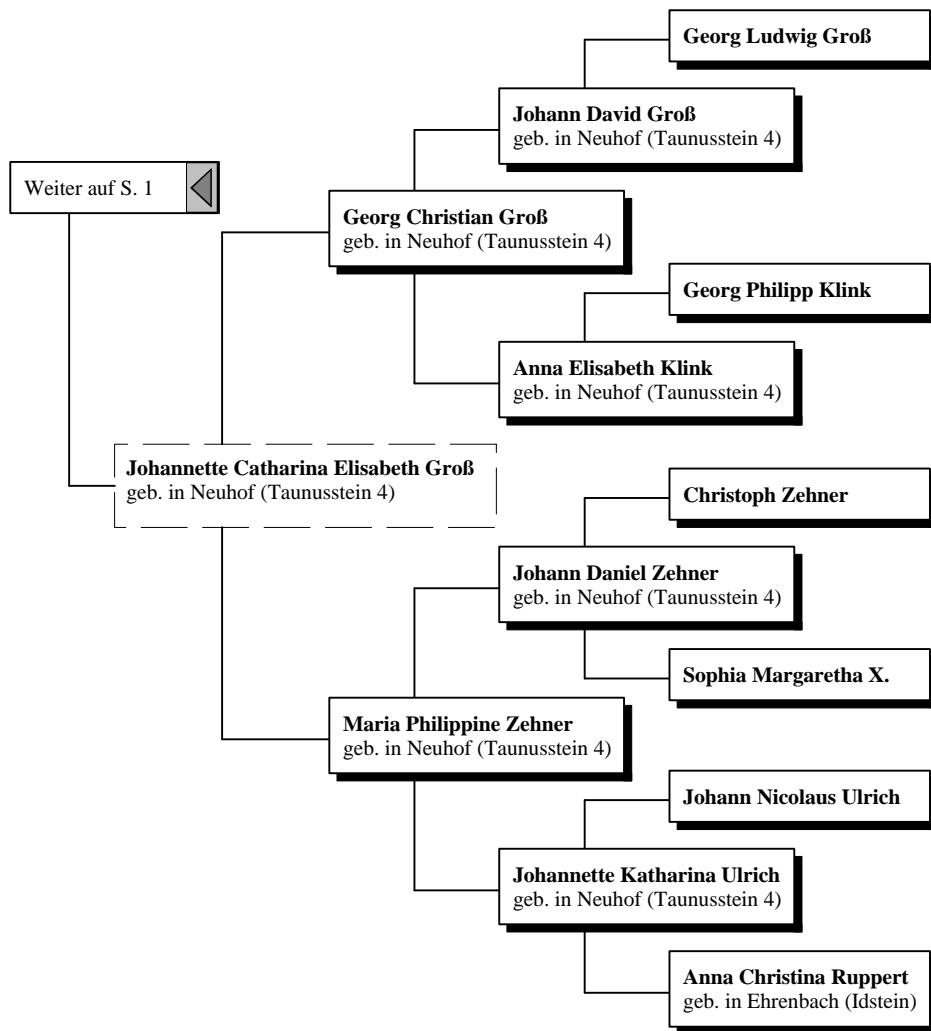 Georg Ludwig Groß
Johann David Groß
geb. in Neuhof (Taunusstein 4)
Weiter auf S. 1
Georg Christian Groß
geb. in Neuhof (Taunusstein 4)
Georg Philipp Klink
Anna Elisabeth Klink
geb. in Neuhof (Taunusstein 4)
Johannette Catharina Elisabeth Groß
geb. in Neuhof (Taunusstein 4)
Christoph Zehner
Johann Daniel Zehner
geb. in Neuhof (Taunusstein 4)
Sophia Margaretha X.
Maria Philippine Zehner
geb. in Neuhof (Taunusstein 4)
Johann Nicolaus Ulrich
Johannette Katharina Ulrich
geb. in Neuhof (Taunusstein 4)
Anna Christina Ruppert
geb. in Ehrenbach (Idstein)